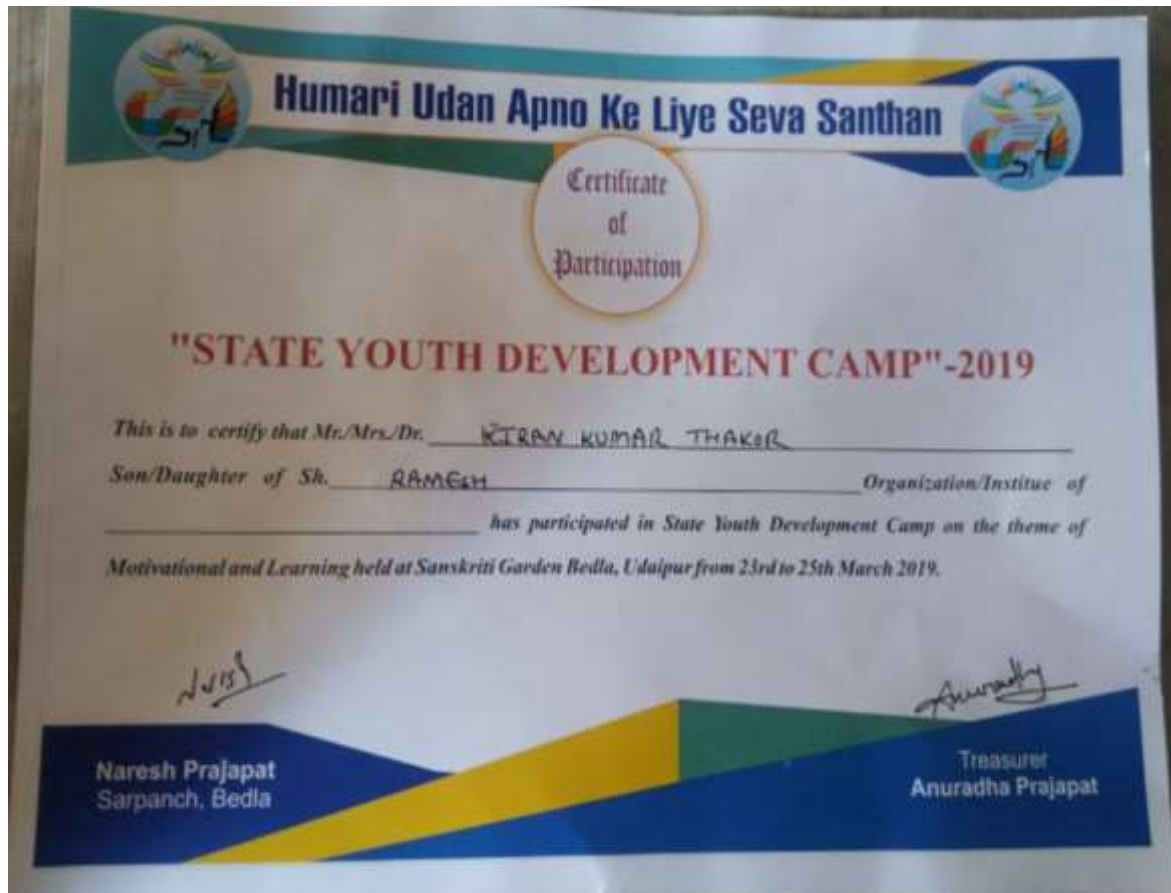 Humari Udan Apno Ke Liye Seva Santhan
Certificate
of
Participation
"STATE YOUTH DEVELOPMENT CAMP"-2019
This is to certify that Mr./Mrs./Dr. KIRAN KUMAR THAKOR
Son/Daughter of Sh. RAMESH Organization/Institue of
has participated in State Youth Development Camp on the theme of
Motivational and Learning held at Sanskriti Garden Bedla, Udaipur from 23rd to 25th March 2019.
Anuradha
Naresh Prajapat
Sarpanch, Bedla
Treasurer
Anuradha Prajapat